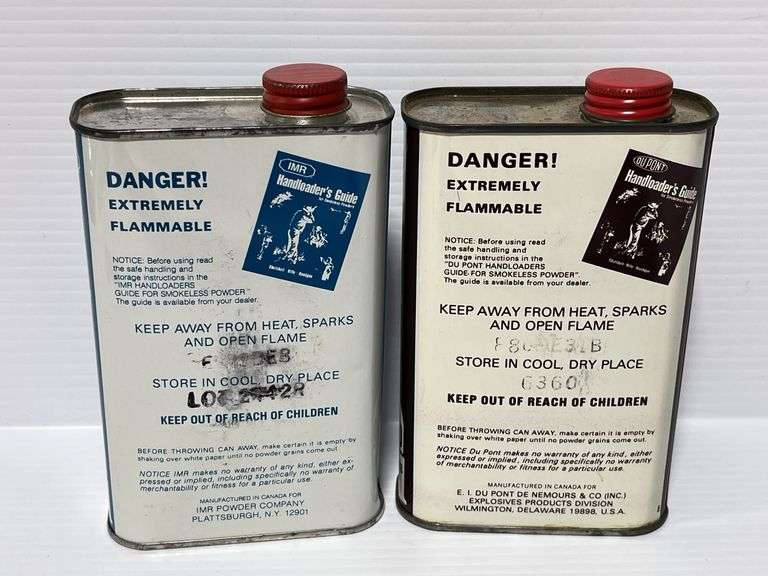 DANGER!
EXTREMELY
FLAMMABLE
IMR
Handloader's Guide
for Smokeless Powders
NOTICE: Before using read
the safe handling and
storage instructions in the
"IMR HANDLOADERS
GUIDE FOR SMOKELESS POWDER"
The guide is available from your dealer.
KEEP AWAY FROM HEAT, SPARKS
AND OPEN FLAME
STORE IN COOL, DRY PLACE
LOT
KEEP OUT OF REACH OF CHILDREN
BEFORE THROWING CAN AWAY, make certain it is empty by
shaking over white paper until no powder grains come out.
NOTICE IMR makes no warranty of any kind, either ex-
pressed or implied, including specifically no warranty of
merchantability or fitness for a particular use.
MANUFACTURED IN CANADA FOR
IMR POWDER COMPANY
PLATTSBURGH, N.Y. 12901
DANGER!
EXTREMELY
FLAMMABLE
DU PONT
Handloader's Guide
for Smokeless Powders
NOTICE: Before using read
the safe handling and
storage instructions in the
"DU PONT HANDLOADERS
GUIDE FOR SMOKELESS POWDER".
The guide is available from your dealer.
KEEP AWAY FROM HEAT, SPARKS
AND OPEN FLAME
STORE IN COOL, DRY PLACE
KEEP OUT OF REACH OF CHILDREN
BEFORE THROWING CAN AWAY, make certain it is empty by
shaking over white paper until no powder grains come out.
NOTICE Du Pont makes no warranty of any kind, either
expressed or implied, including specifically no warranty
of merchantability or fitness for a particular use.
MANUFACTURED IN CANADA FOR
E. I. DU PONT DE NEMOURS & CO (INC.)
EXPLOSIVES PRODUCTS DIVISION
WILMINGTON, DELAWARE 19898, U.S.A.